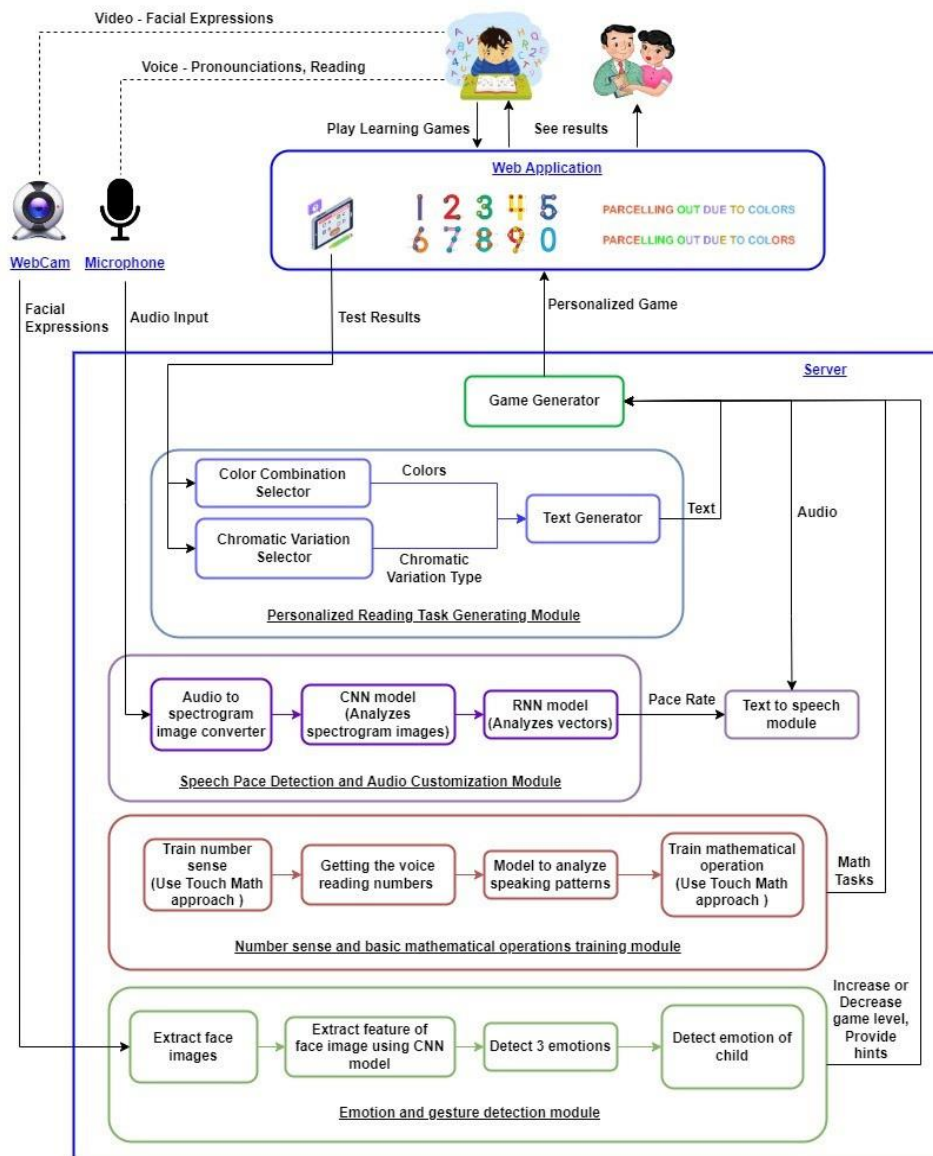 Video - Facial Expressions
Voice - Pronounciations, Reading
Play Learning Games
See results
Web Application
1 2 3 4 5
6 7 8 9 0
PARCELLING OUT DUE TO COLORS
PARCELLING OUT DUE TO COLORS
WebCam
Microphone
Facial
Expressions
Audio Input
Test Results
Personalized Game
Server
Game Generator
Color Combination
Selector
Colors
Chromatic Variation
Selector
Chromatic
Variation Type
Text Generator
Text
Audio
Personalized Reading Task Generating Module
Audio to
spectrogram
image converter
CNN model
(Analyzes
spectrogram images)
RNN model
(Analyzes vectors)
Pace Rate
Text to speech
module
Speech Pace Detection and Audio Customization Module
Train number
sense
(Use Touch Math
approach )
Getting the voice
reading numbers
Model to analyze
speaking patterns
Train mathematical
operation
(Use Touch Math
approach )
Math
Tasks
Number sense and basic mathematical operations training module
Extract face
images
Extract feature of
face image using CNN
model
Detect 3 emotions
Detect emotion of
child
Increase or
Decrease
game level,
Provide
hints
Emotion and gesture detection module